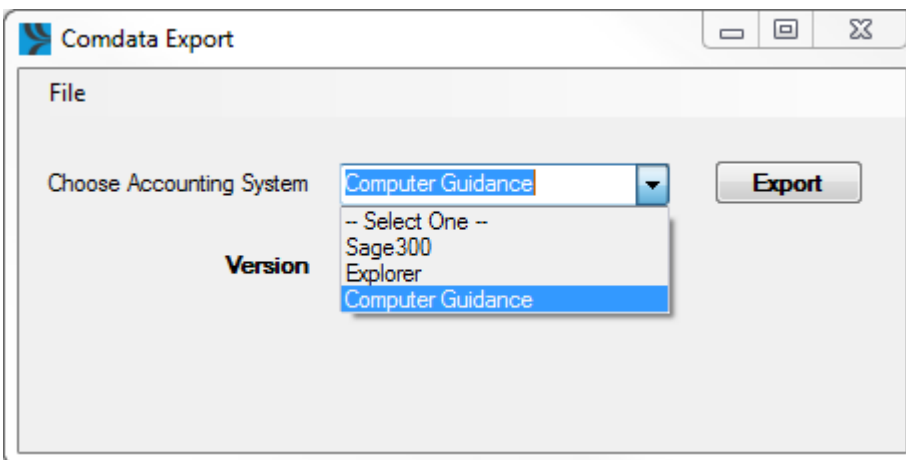 Comdata Export
File
Choose Accounting System Computer Guidance Export
-- Select One --
Sage300
Version
Explorer
Computer Guidance